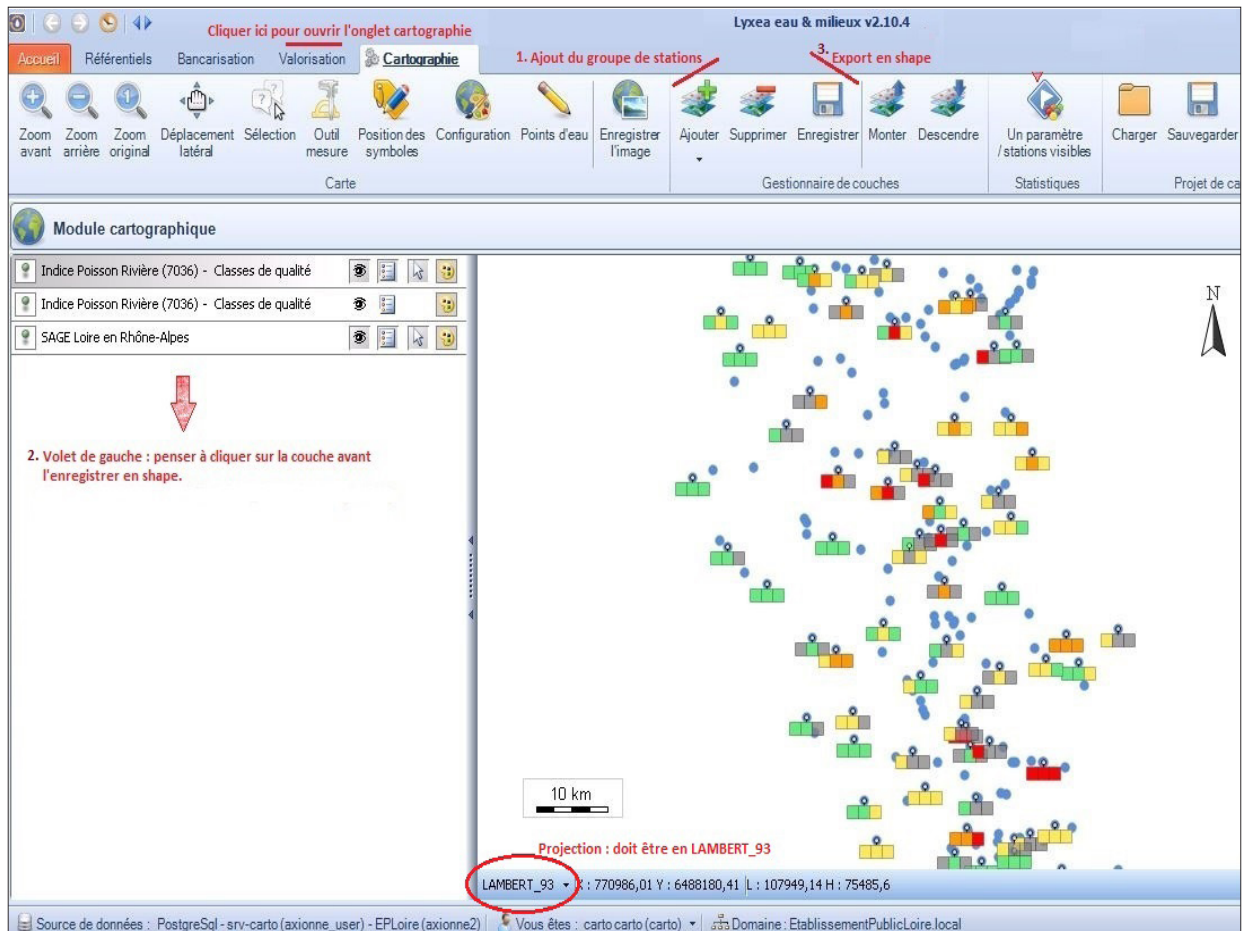 Lyxea eau & milieux v2.10.4
Cliquer ici pour ouvrir l'onglet cartographie
Accueil Référentiels Bancarisation Valorisation Cartographie
1. Ajout du groupe de stations
3. Export en shape
Zoom avant
Zoom arrière
Zoom original
Déplacement latéral
Sélection
Outil mesure
Position des symboles
Configuration
Points d'eau
Enregistrer l'image
Ajouter
Supprimer
Enregistrer
Monter
Descendre
Un paramètre / stations visibles
Charger
Sauvegarder
Carte
Gestionnaire de couches
Statistiques
Projet de ca
Module cartographique
Indice Poisson Rivière (7036) - Classes de qualité
Indice Poisson Rivière (7036) - Classes de qualité
SAGE Loire en Rhône-Alpes
N
2. Volet de gauche : penser à cliquer sur la couche avant
l'enregistrer en shape.
10 km
Projection : doit être en LAMBERT_93
LAMBERT_93 X : 770986,01 Y : 6488180,41 L : 107949,14 H : 75485,6
Source de données : PostgreSql - srv-carto (axionne_user) - EPLoire (axionne2) Vous êtes : carto carto (carto) Domaine : EtablissementPublicLoire.local